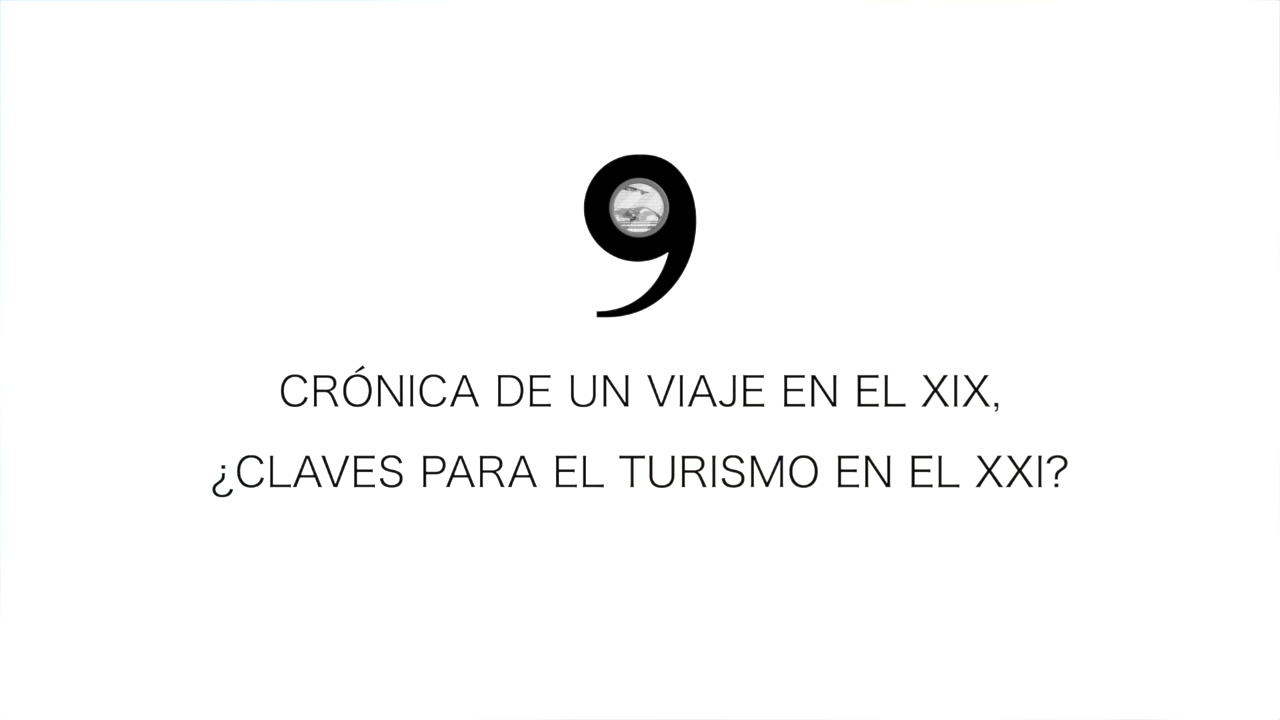 9
CRÓNICA DE UN VIAJE EN EL XIX,
¿CLAVES PARA EL TURISMO EN EL XXI?